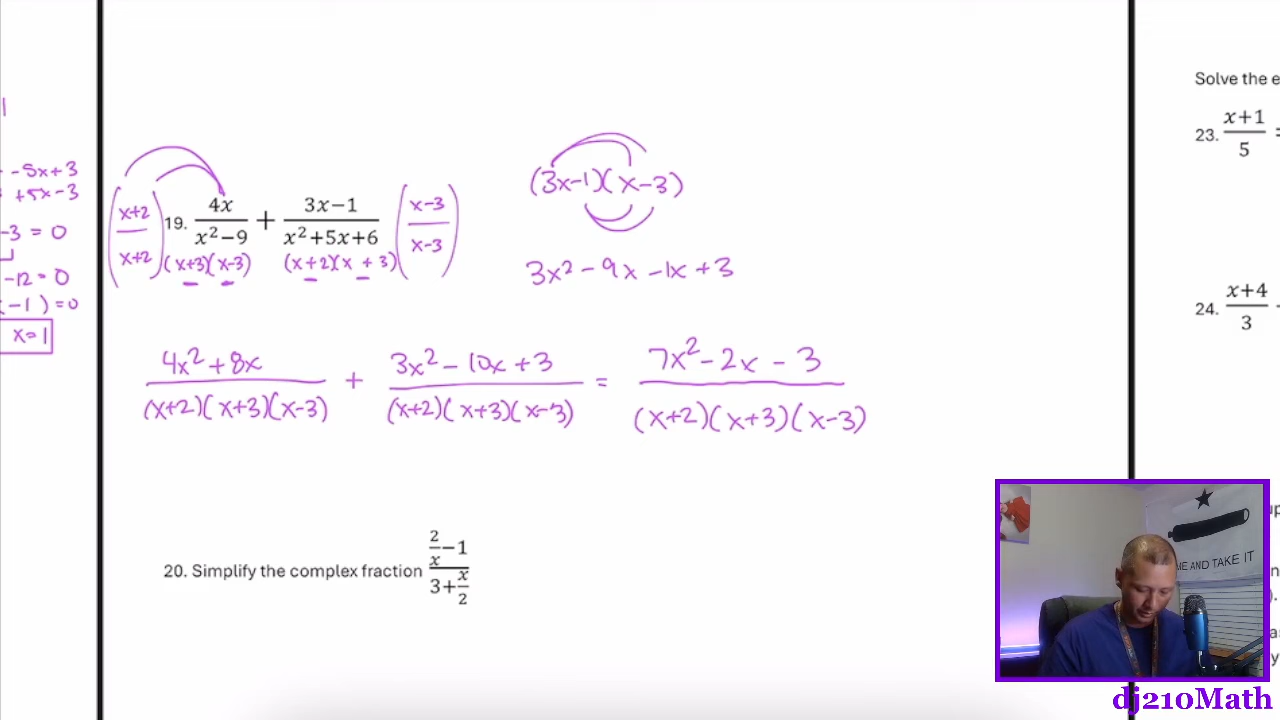 1
-5x+3
+5x-3
-3 = 0
-12 = 0
(-1) = 0
x=1
(x+2)/(x+2) 19. 4x/(x²−9) + (3x−1)/(x²+5x+6) (x-3)/(x-3)
(x+3)(x-3) (x+2)(x+3)
(3x-1)(x-3)
3x² - 9x - 1x + 3
(4x²+8x)/((x+2)(x+3)(x-3)) + (3x²-10x+3)/((x+2)(x+3)(x-3)) = (7x²-2x-3)/((x+2)(x+3)(x-3))
20. Simplify the complex fraction (2/x−1)/(3+x/2)
Solve the e
23. (x+1)/5 =
24. (x+4)/3 -
ME AND TAKE IT
dj210Math